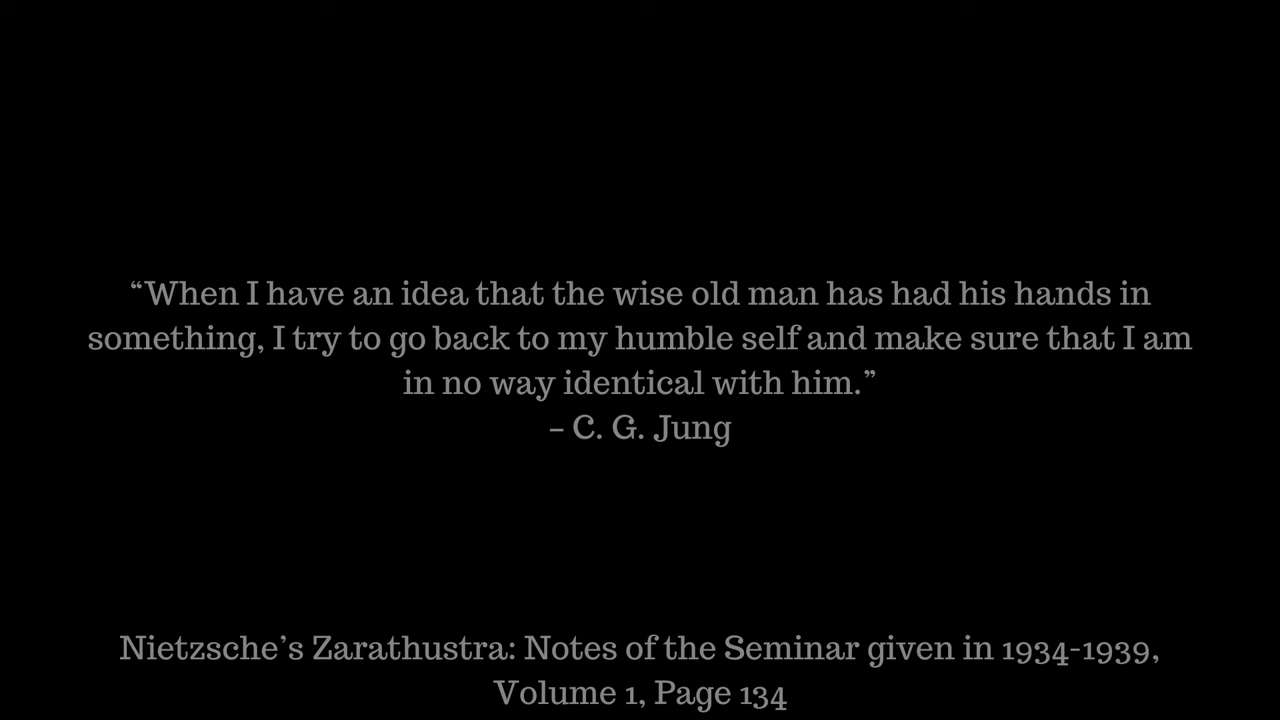 “When I have an idea that the wise old man has had his hands in
something, I try to go back to my humble self and make sure that I am
in no way identical with him.”
– C. G. Jung
Nietzsche’s Zarathustra: Notes of the Seminar given in 1934-1939,
Volume 1, Page 134